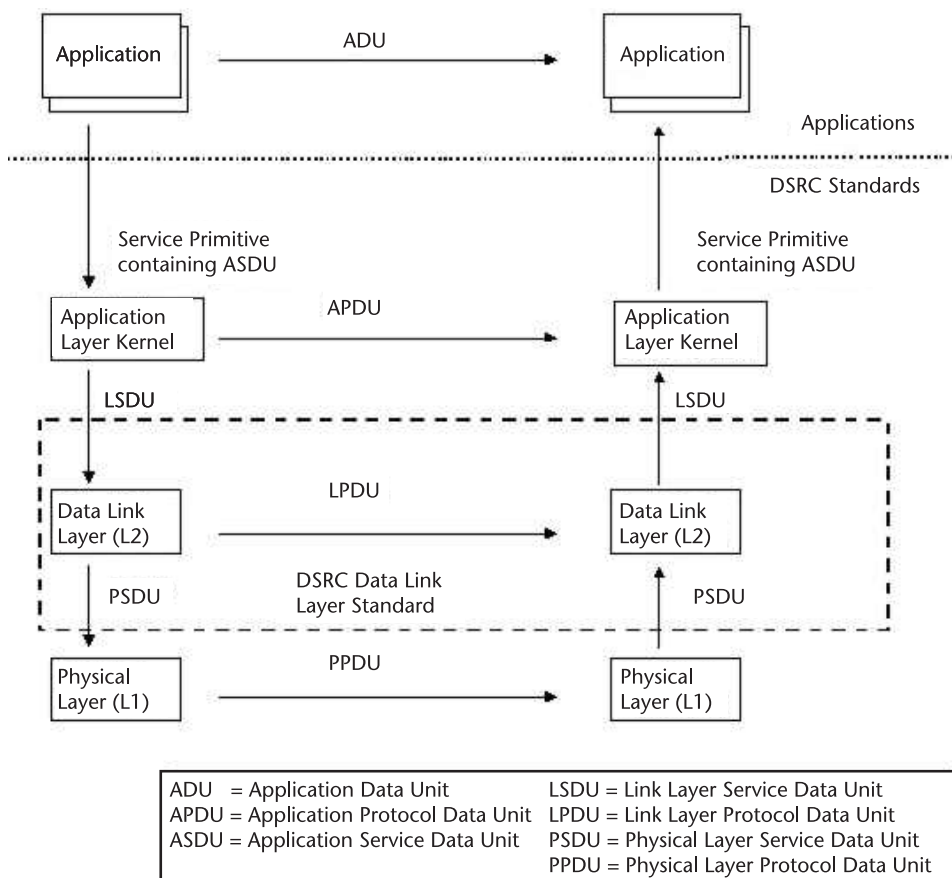 Application
ADU
Application
Applications
DSRC Standards
Service Primitive
containing ASDU
Service Primitive
containing ASDU
Application
Layer Kernel
APDU
Application
Layer Kernel
LSDU
LSDU
Data Link
Layer (L2)
LPDU
Data Link
Layer (L2)
PSDU
DSRC Data Link
Layer Standard
PSDU
Physical
Layer (L1)
PPDU
Physical
Layer (L1)
ADU = Application Data Unit
APDU = Application Protocol Data Unit
ASDU = Application Service Data Unit
LSDU = Link Layer Service Data Unit
LPDU = Link Layer Protocol Data Unit
PSDU = Physical Layer Service Data Unit
PPDU = Physical Layer Protocol Data Unit